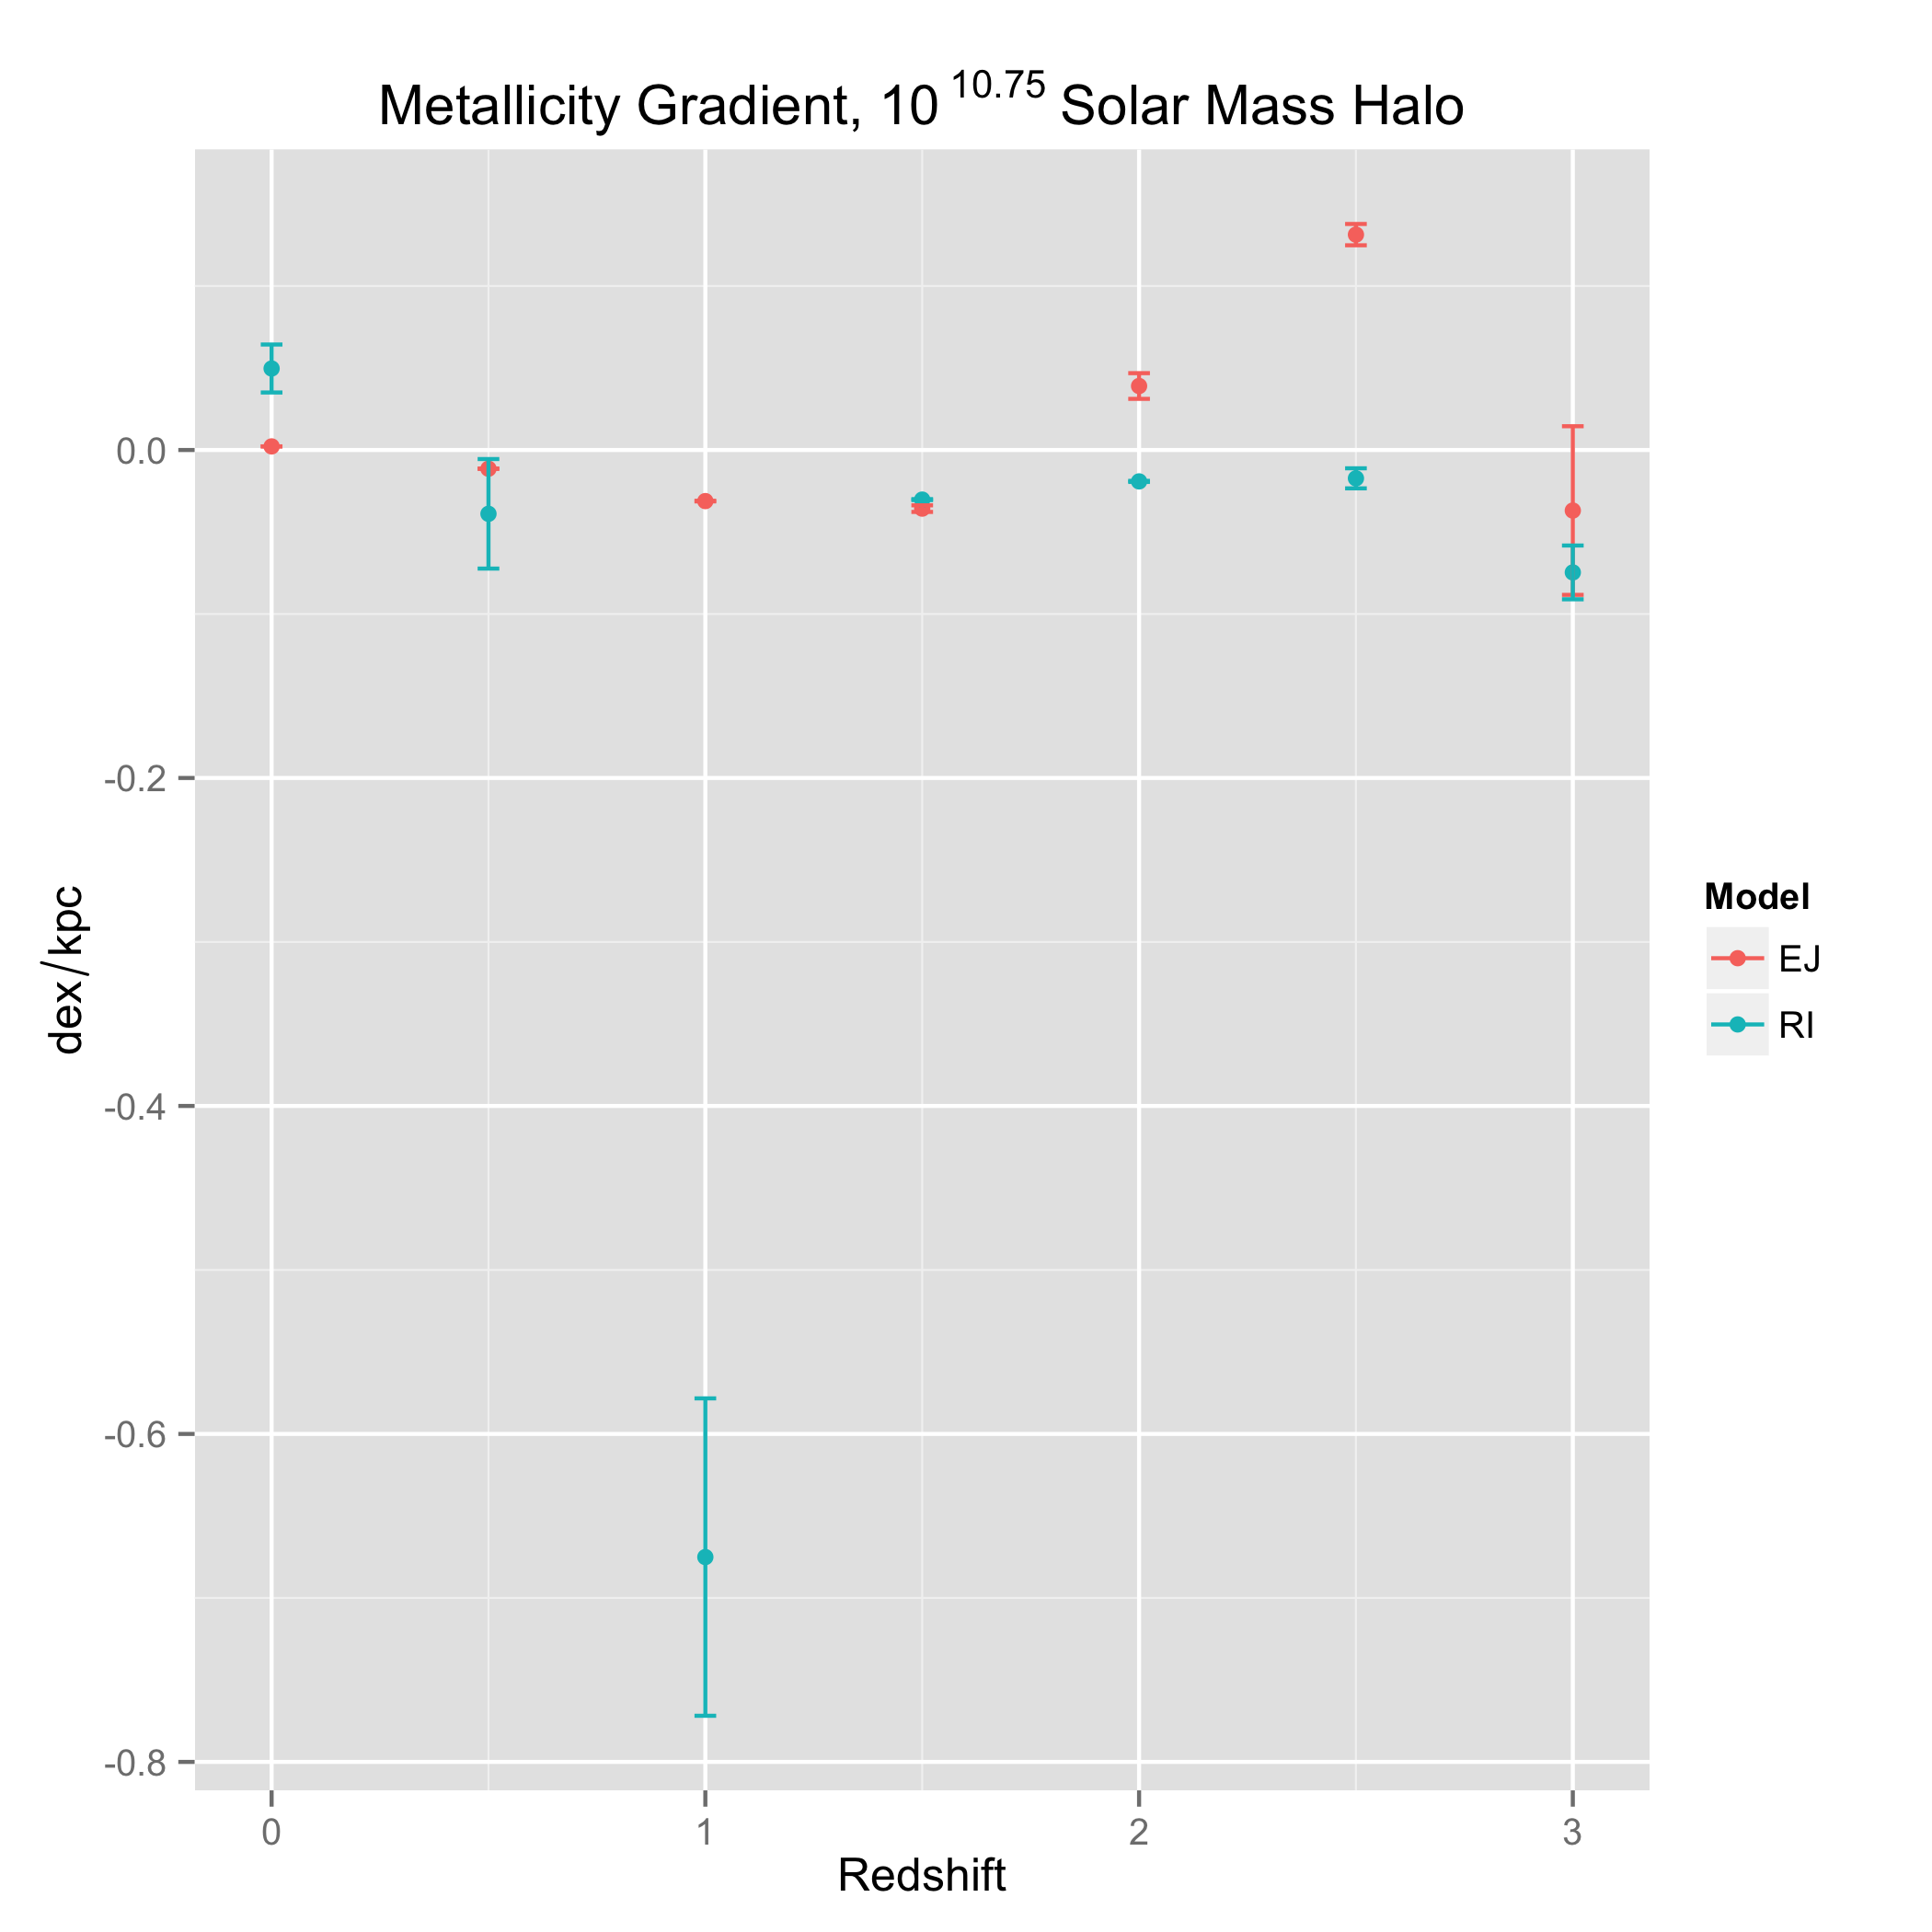 Metallicity Gradient, 10^10.75 Solar Mass Halo
0.0
-0.2
-0.4
-0.6
-0.8
dex/kpc
0 1 2 3
Redshift
Model
EJ
RI